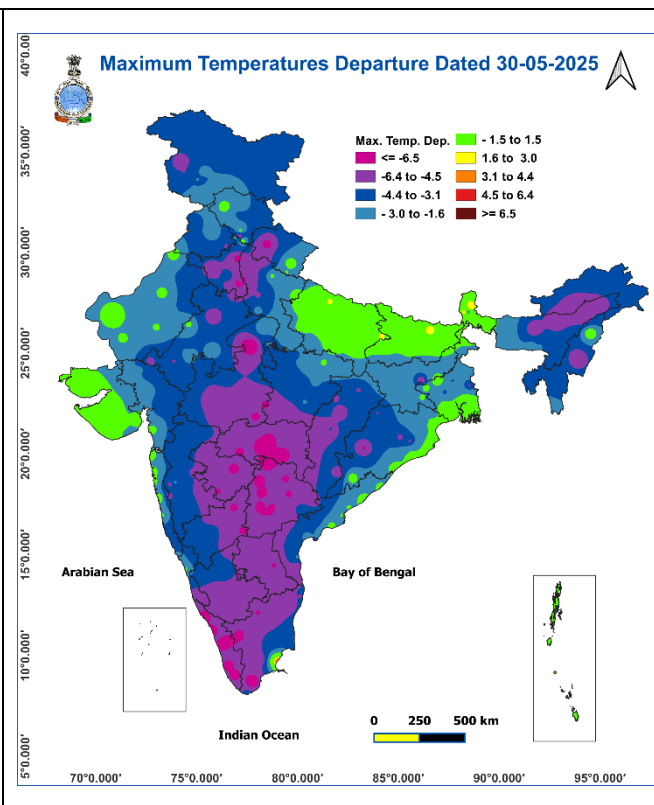 Maximum Temperatures Departure Dated 30-05-2025
Max. Temp. Dep.
<= -6.5
-6.4 to -4.5
-4.4 to -3.1
- 3.0 to -1.6
- 1.5 to 1.5
1.6 to 3.0
3.1 to 4.4
4.5 to 6.4
>= 6.5
40°0.00
35°0.000'
30°0.000'
25°0.000'
20°0.000'
15°0.000'
10°0.000'
5°0.000'
Arabian Sea
Bay of Bengal
Indian Ocean
0 250 500 km
70°0.000' 75°0.000' 80°0.000' 85°0.000' 90°0.000' 95°0.000'